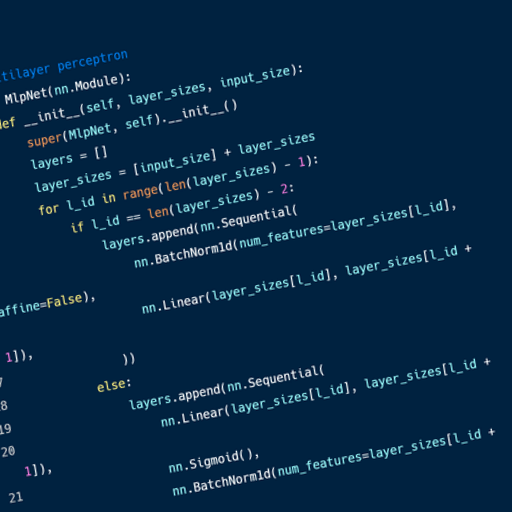 tilayer perceptron
MlpNet(nn.Module):
ef __init__(self, layer_sizes, input_size):
super(MlpNet, self).__init__()
layers = []
layer_sizes = [input_size] + layer_sizes
for l_id in range(len(layer_sizes) - 1):
if l_id == len(layer_sizes) - 2:
layers.append(nn.Sequential(
nn.BatchNorm1d(num_features=layer_sizes[l_id],
affine=False),
nn.Linear(layer_sizes[l_id], layer_sizes[l_id +
1]),
))
else:
layers.append(nn.Sequential(
nn.Linear(layer_sizes[l_id], layer_sizes[l_id +
19
20
1]),
nn.Sigmoid(),
21
nn.BatchNorm1d(num_features=layer_sizes[l_id +